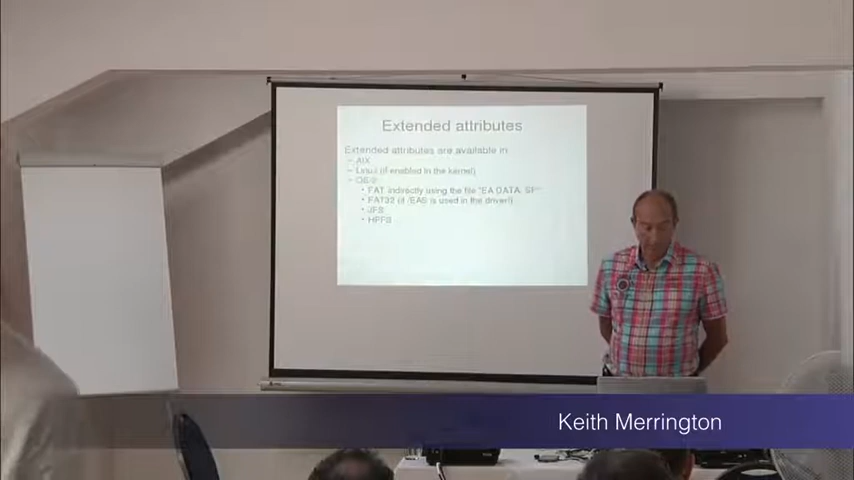 Extended attributes
Extended attributes are available in:
- AIX
- Linux (if enabled in the kernel)
- OS/2:
• FAT indirectly using the file "EA DATA. SF"
• FAT32 (if /EAS is used in the driver!)
• JFS
• HPFS
Keith Merrington